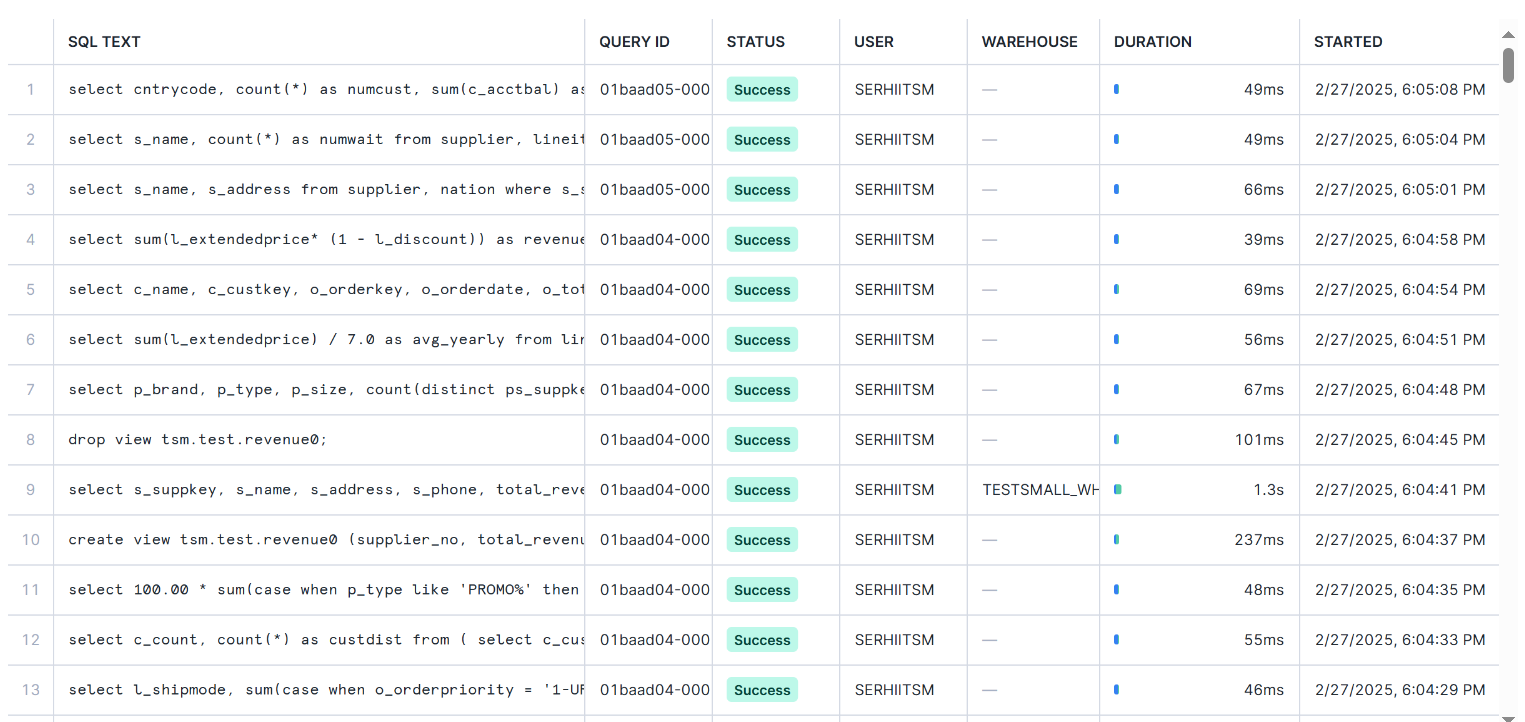 SQL TEXT QUERY ID STATUS USER WAREHOUSE DURATION STARTED
1 select cntrycode, count(*) as numcust, sum(c_acctbal) as 01baad05-000 Success SERHIITSM — 49ms 2/27/2025, 6:05:08 PM
2 select s_name, count(*) as numwait from supplier, lineit 01baad05-000 Success SERHIITSM — 49ms 2/27/2025, 6:05:04 PM
3 select s_name, s_address from supplier, nation where s_s 01baad05-000 Success SERHIITSM — 66ms 2/27/2025, 6:05:01 PM
4 select sum(l_extendedprice* (1 - l_discount)) as revenue 01baad04-000 Success SERHIITSM — 39ms 2/27/2025, 6:04:58 PM
5 select c_name, c_custkey, o_orderkey, o_orderdate, o_tot 01baad04-000 Success SERHIITSM — 69ms 2/27/2025, 6:04:54 PM
6 select sum(l_extendedprice) / 7.0 as avg_yearly from lin 01baad04-000 Success SERHIITSM — 56ms 2/27/2025, 6:04:51 PM
7 select p_brand, p_type, p_size, count(distinct ps_suppke 01baad04-000 Success SERHIITSM — 67ms 2/27/2025, 6:04:48 PM
8 drop view tsm.test.revenue0; 01baad04-000 Success SERHIITSM — 101ms 2/27/2025, 6:04:45 PM
9 select s_suppkey, s_name, s_address, s_phone, total_reve 01baad04-000 Success SERHIITSM TESTSMALL_WH 1.3s 2/27/2025, 6:04:41 PM
10 create view tsm.test.revenue0 (supplier_no, total_revenu 01baad04-000 Success SERHIITSM — 237ms 2/27/2025, 6:04:37 PM
11 select 100.00 * sum(case when p_type like 'PROMO%' then 01baad04-000 Success SERHIITSM — 48ms 2/27/2025, 6:04:35 PM
12 select c_count, count(*) as custdist from ( select c_cus 01baad04-000 Success SERHIITSM — 55ms 2/27/2025, 6:04:33 PM
13 select l_shipmode, sum(case when o_orderpriority = '1-UR 01baad04-000 Success SERHIITSM — 46ms 2/27/2025, 6:04:29 PM